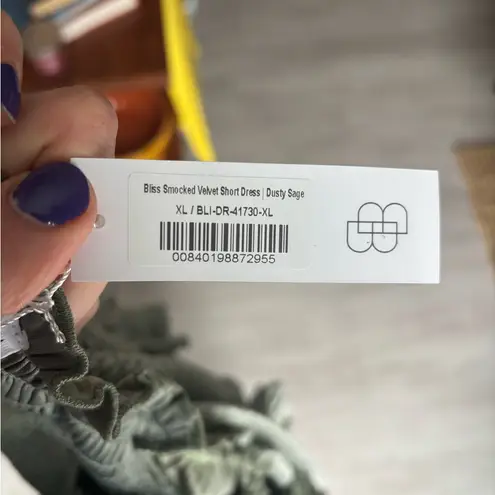 Bliss Smocked Velvet Short Dress | Dusty Sage
XL / BLI-DR-41730-XL
00840198872955